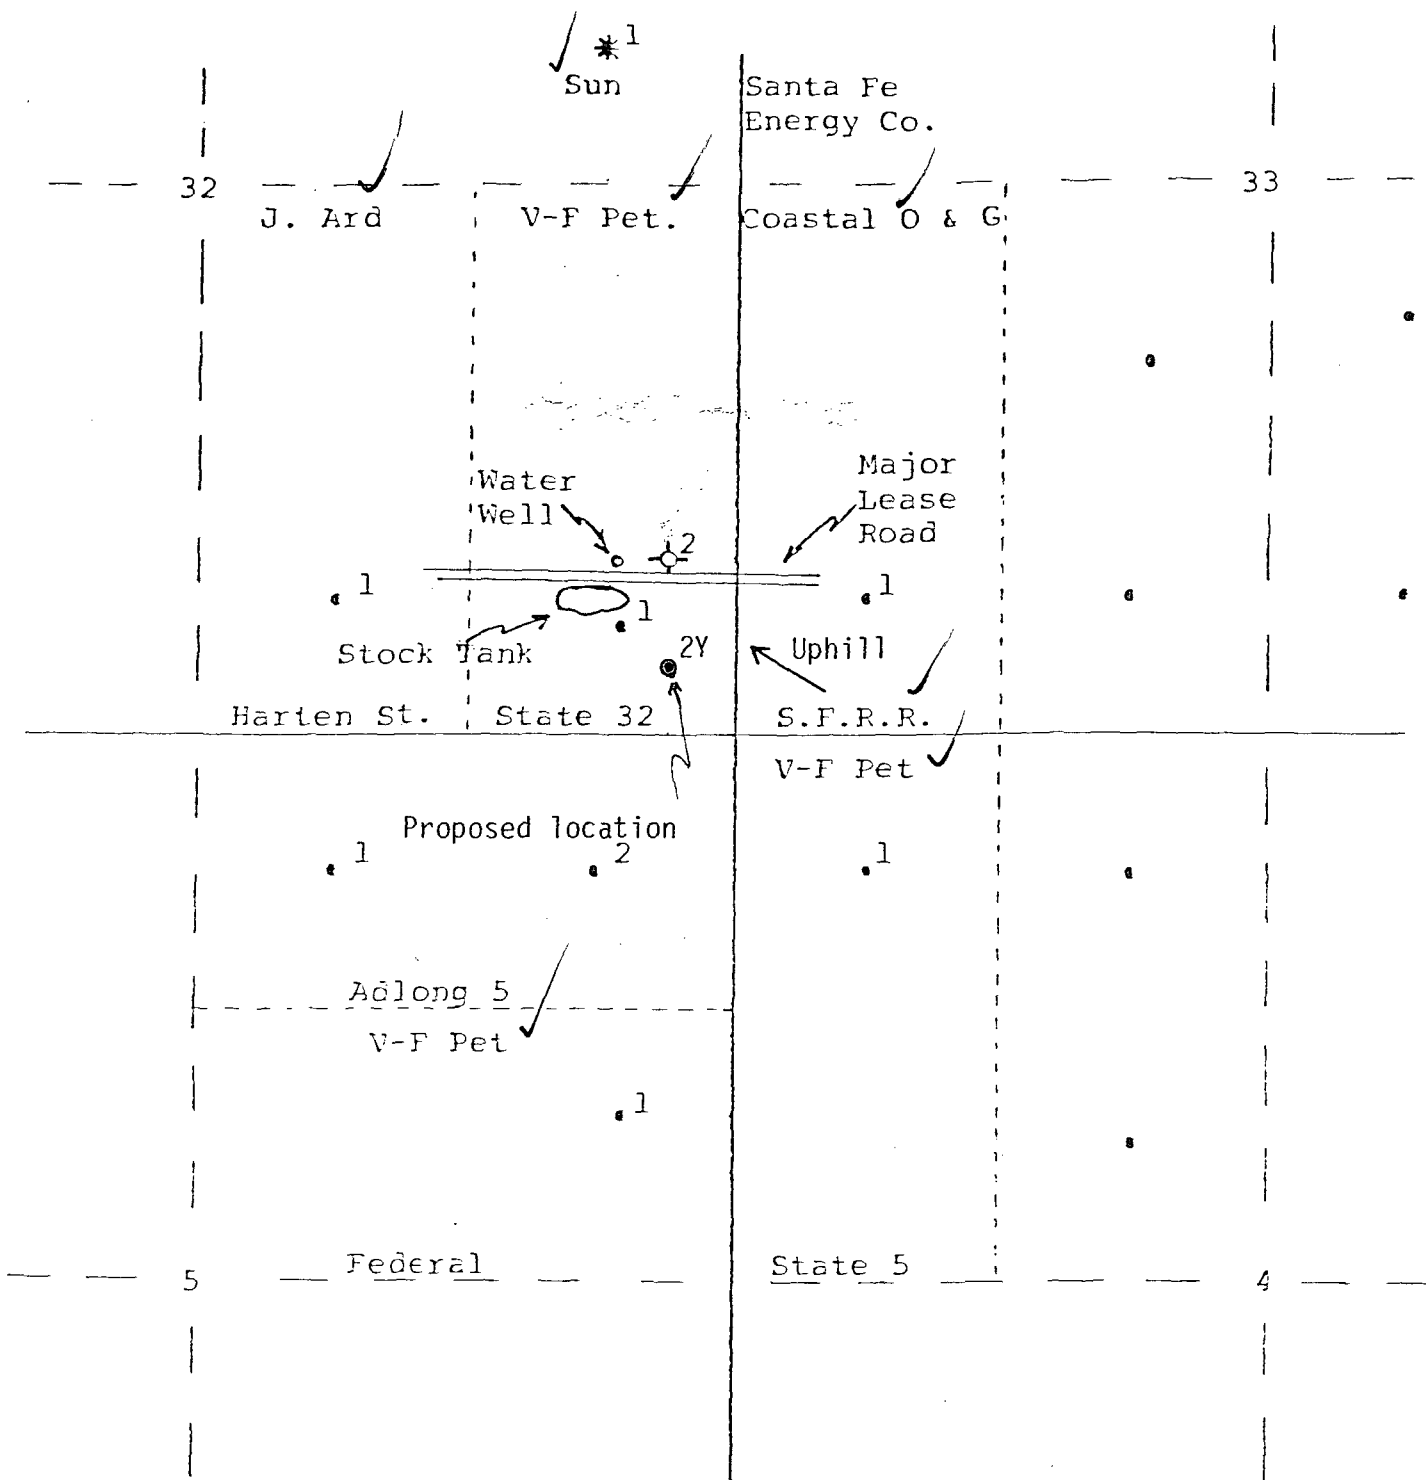 1
Sun
Santa Fe
Energy Co.
32
33
J. Ard
V-F Pet.
Coastal O & G
Water
Well
Major
Lease
Road
2
1
1
1
Stock Tank
2Y
Uphill
Harten St.
State 32
S.F.R.R.
V-F Pet
Proposed location
1
2
1
Adlong 5
V-F Pet
1
Federal
State 5
5
4